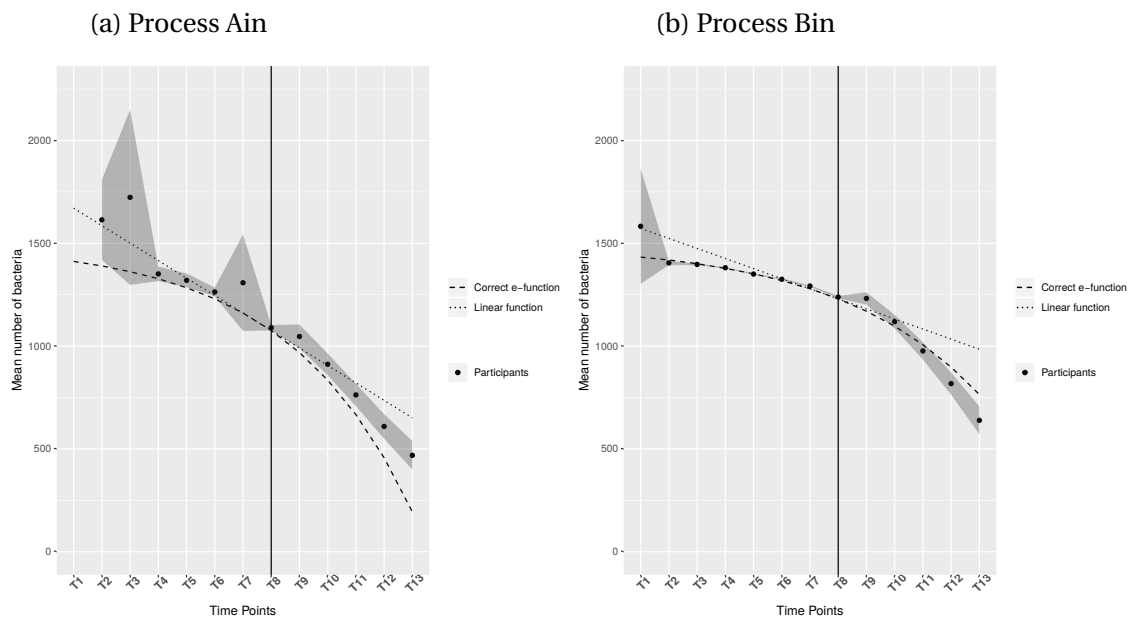 (a) Process Ain
2000
1500
1000
500
0
Mean number of bacteria
T1 T2 T3 T4 T5 T6 T7 T8 T9 T10 T11 T12 T13
Time Points
Correct e−function
Linear function
Participants
(b) Process Bin
2000
1500
1000
500
0
Mean number of bacteria
T1 T2 T3 T4 T5 T6 T7 T8 T9 T10 T11 T12 T13
Time Points
Correct e−function
Linear function
Participants